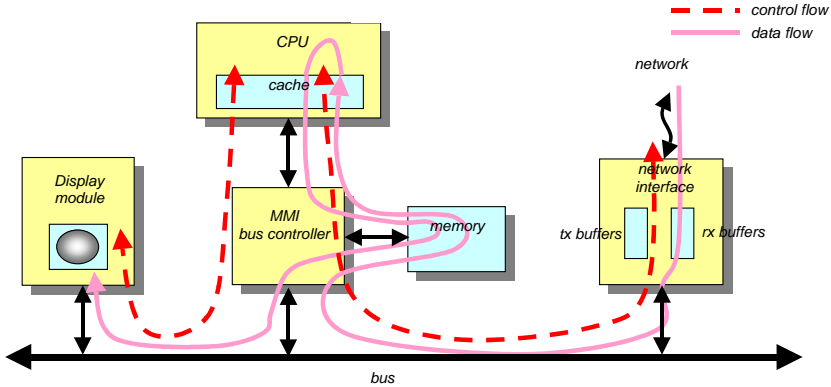 control flow
data flow
CPU
cache
network
Display
module
MMI
bus controller
memory
network
interface
tx buffers
rx buffers
bus